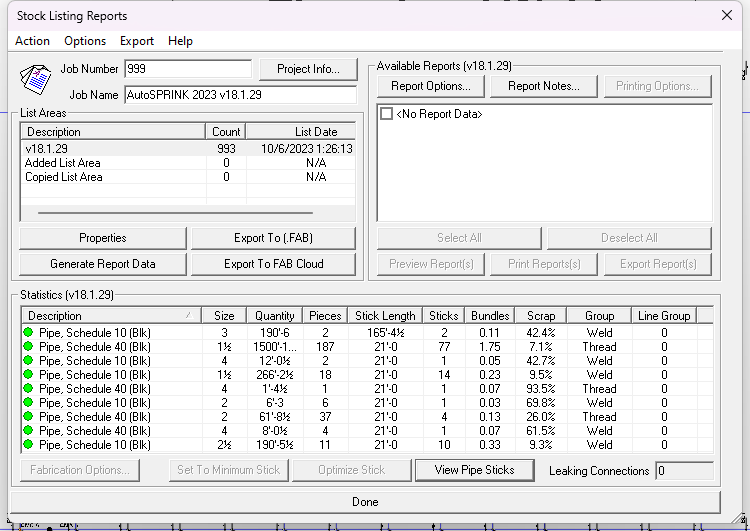 Stock Listing Reports
Action Options Export Help
Job Number 999 Project Info...
Job Name AutoSPRINK 2023 v18.1.29
List Areas
Description Count List Date
v18.1.29 993 10/6/2023 1:26:13
Added List Area 0 N/A
Copied List Area 0 N/A
Properties Export To (.FAB)
Generate Report Data Export To FAB Cloud
Available Reports (v18.1.29)
Report Options... Report Notes... Printing Options...
<No Report Data>
Select All Deselect All
Preview Report(s) Print Reports(s) Export Report(s)
Statistics (v18.1.29)
Description Size Quantity Pieces Stick Length Sticks Bundles Scrap Group Line Group
Pipe, Schedule 10 (Blk) 3 190'-6 2 165'-4½ 2 0.11 42.4% Weld 0
Pipe, Schedule 40 (Blk) 1½ 1500'-1... 187 21'-0 77 1.75 7.1% Thread 0
Pipe, Schedule 10 (Blk) 4 12'-0½ 2 21'-0 1 0.05 42.7% Weld 0
Pipe, Schedule 10 (Blk) 1½ 266'-2½ 18 21'-0 14 0.23 9.5% Weld 0
Pipe, Schedule 40 (Blk) 4 1'-4½ 1 21'-0 1 0.07 93.5% Thread 0
Pipe, Schedule 10 (Blk) 2 6'-3 6 21'-0 1 0.03 69.8% Weld 0
Pipe, Schedule 40 (Blk) 2 61'-8½ 37 21'-0 4 0.13 26.0% Thread 0
Pipe, Schedule 40 (Blk) 4 8'-0½ 4 21'-0 1 0.07 61.5% Weld 0
Pipe, Schedule 10 (Blk) 2½ 190'-5½ 11 21'-0 10 0.33 9.3% Weld 0
Fabrication Options... Set To Minimum Stick Optimize Stick View Pipe Sticks Leaking Connections 0
Done